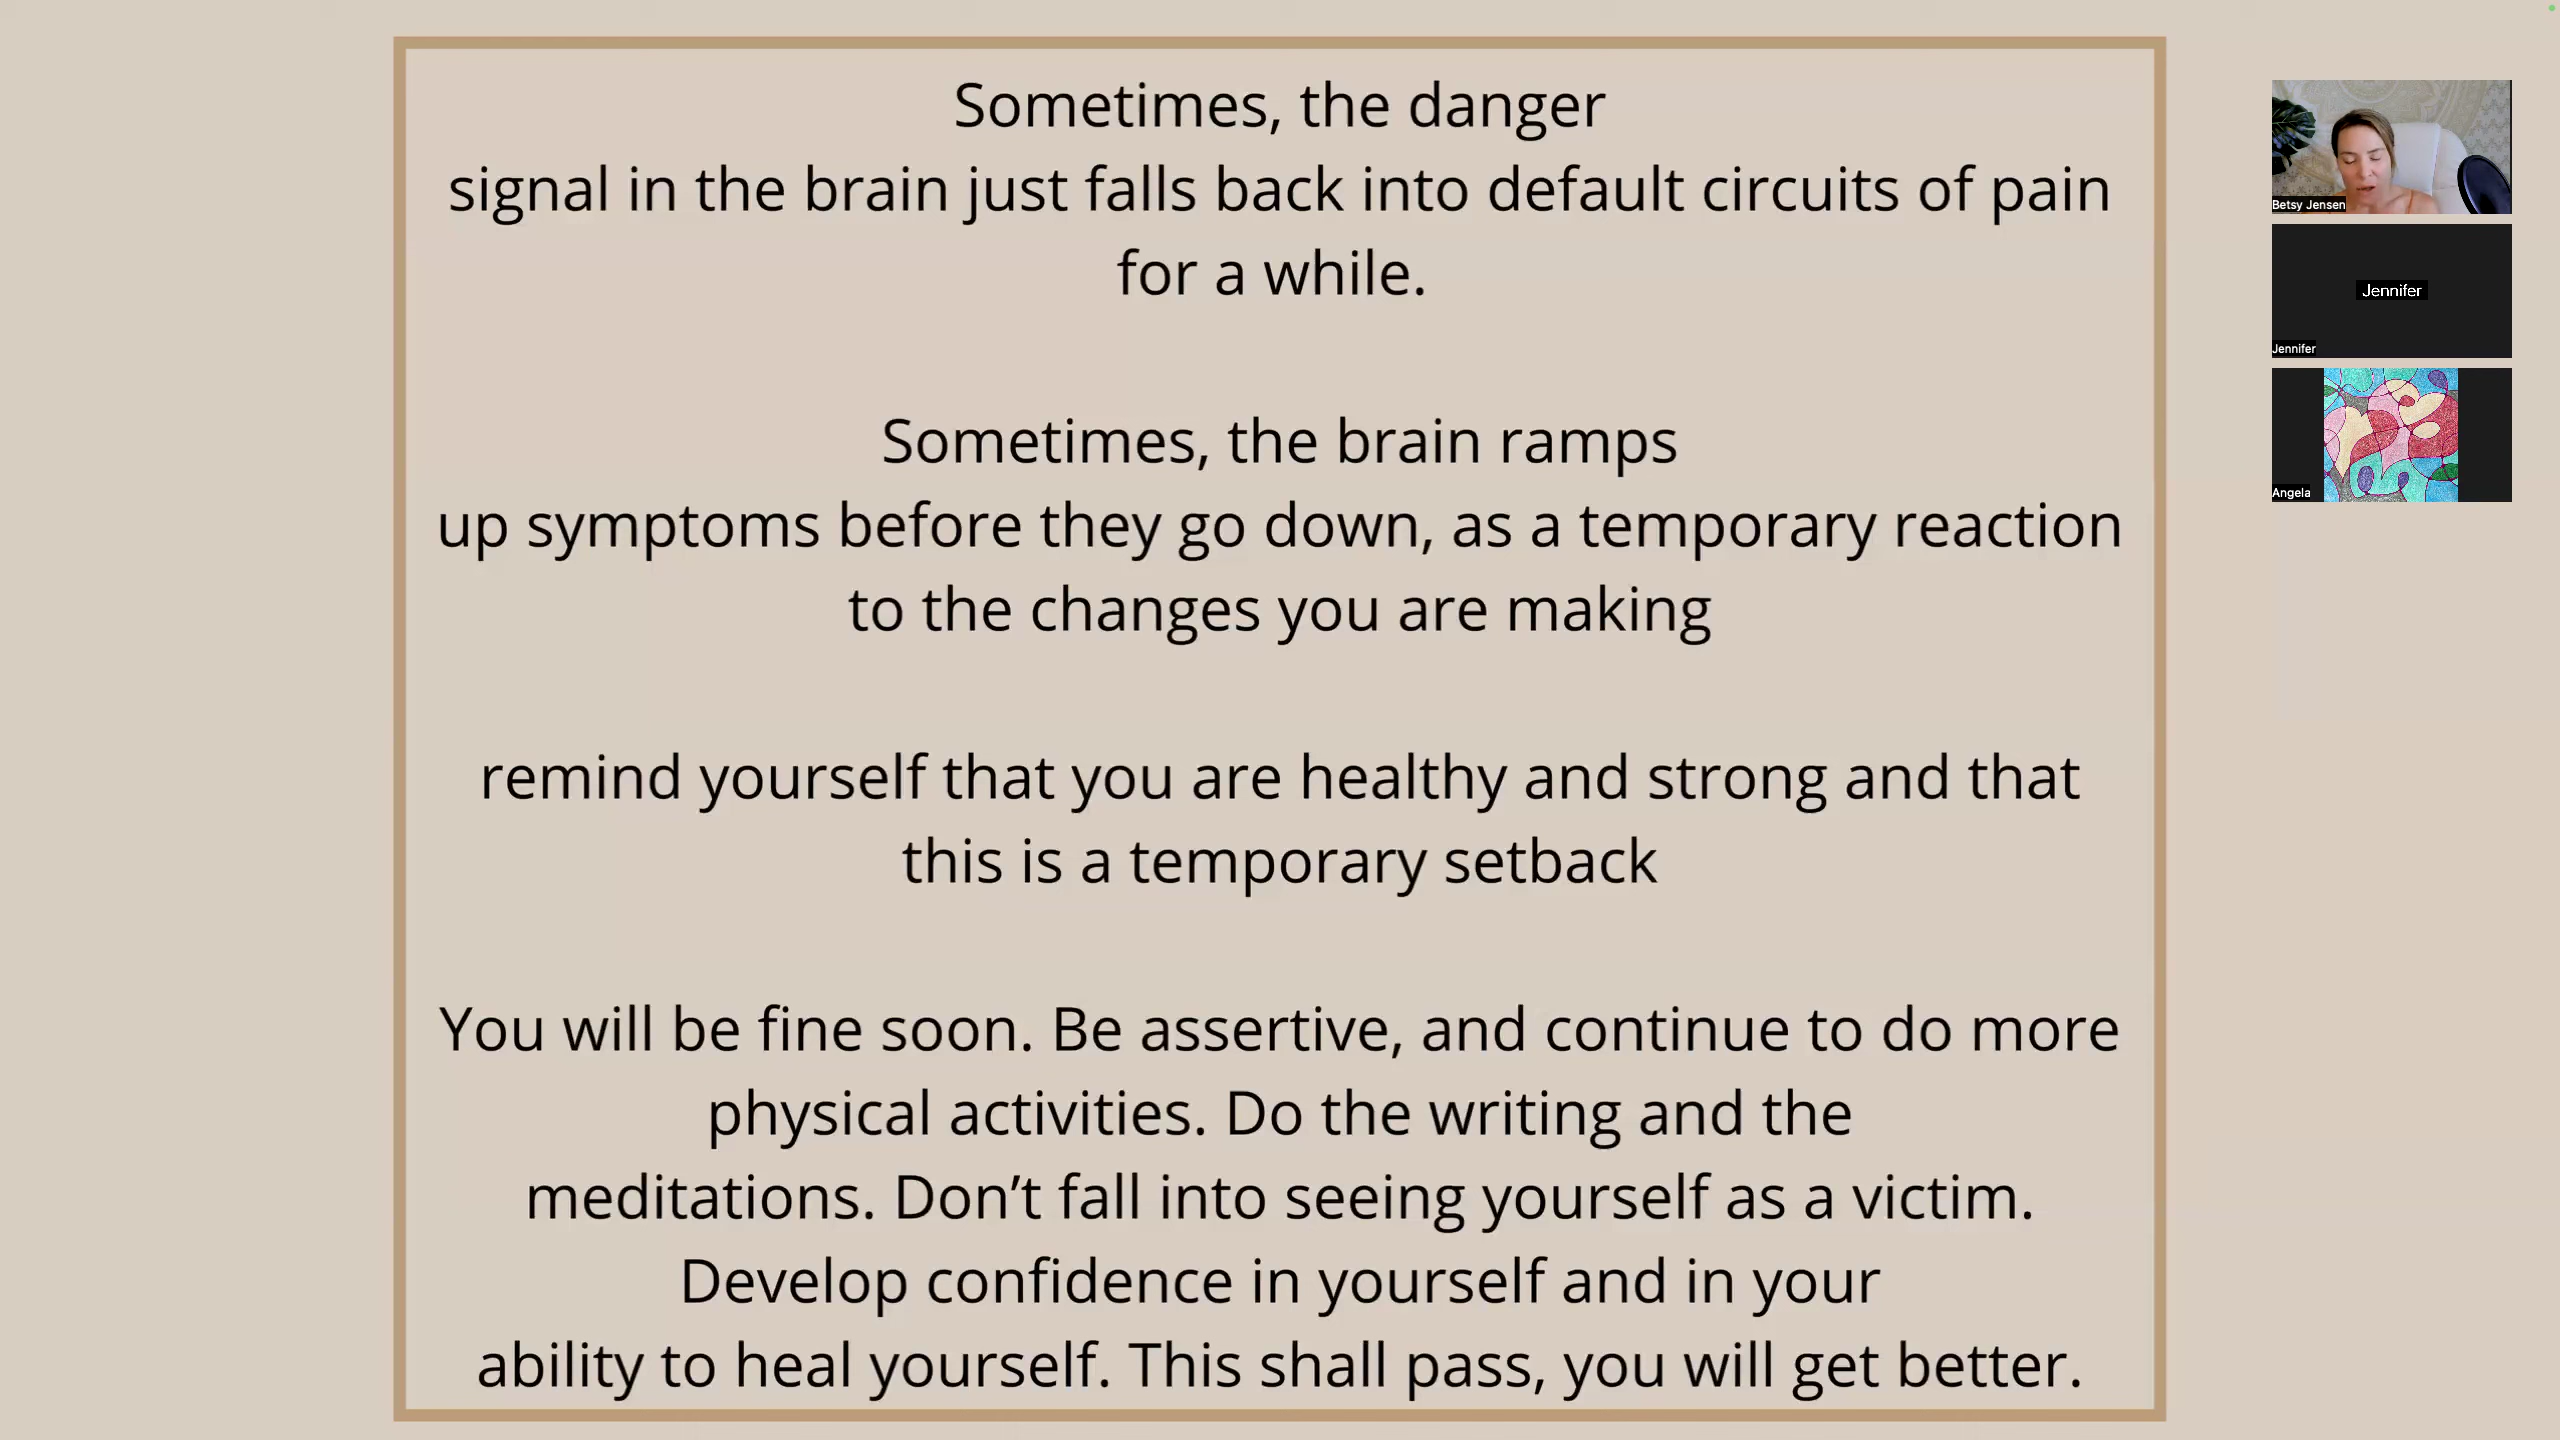 Sometimes, the danger
signal in the brain just falls back into default circuits of pain
for a while.
Sometimes, the brain ramps
up symptoms before they go down, as a temporary reaction
to the changes you are making
remind yourself that you are healthy and strong and that
this is a temporary setback
You will be fine soon. Be assertive, and continue to do more
physical activities. Do the writing and the
meditations. Don’t fall into seeing yourself as a victim.
Develop confidence in yourself and in your
ability to heal yourself. This shall pass, you will get better.
Betsy Jensen
Jennifer
Jennifer
Angela